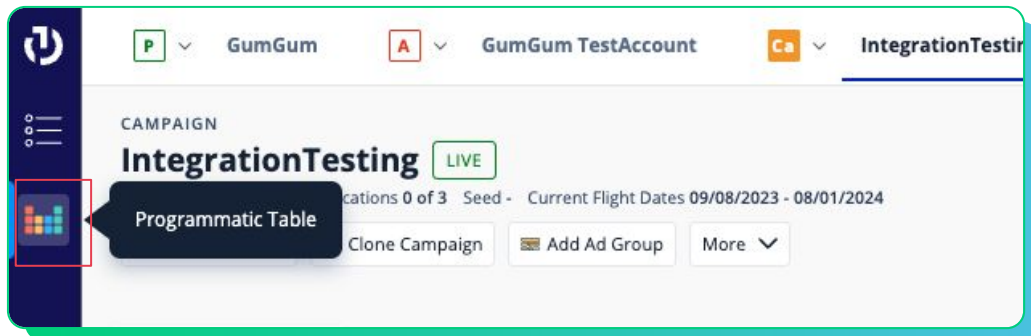 P GumGum A GumGum TestAccount Ca IntegrationTestin
CAMPAIGN
IntegrationTesting LIVE
cations 0 of 3 Seed - Current Flight Dates 09/08/2023 - 08/01/2024
Programmatic Table
Clone Campaign Add Ad Group More